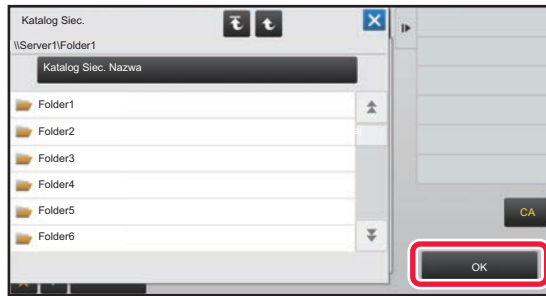 Katalog Siec.
\\Server1\Folder1
Katalog Siec. Nazwa
Folder1
Folder2
Folder3
Folder4
Folder5
Folder6
CA
OK